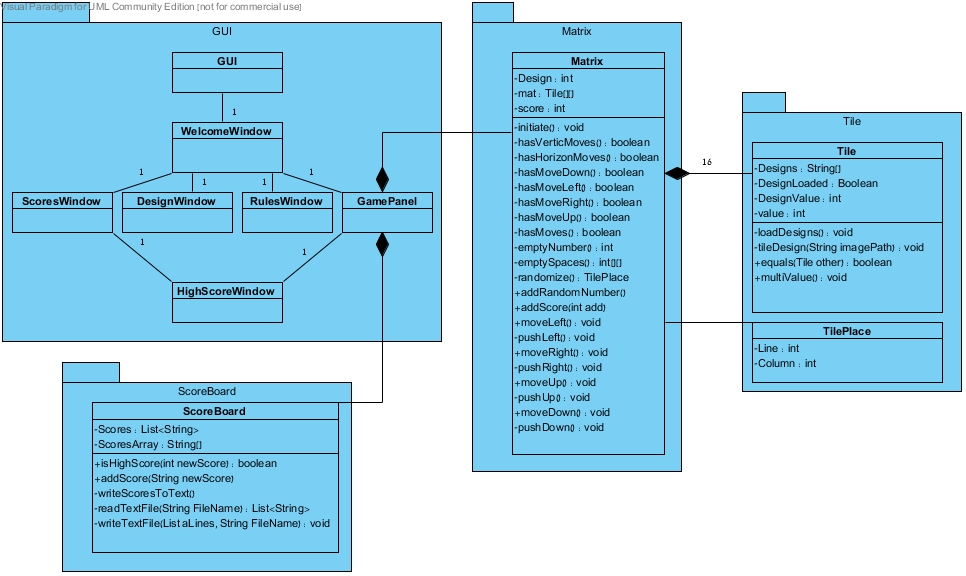 Visual Paradigm for UML Community Edition [not for commercial use]
GUI
GUI
1
WelcomeWindow
1
1
1
1
ScoresWindow
DesignWindow
RulesWindow
GamePanel
1
1
HighScoreWindow
ScoreBoard
ScoreBoard
-Scores : List<String>
-ScoresArray : String[]
+isHighScore(int newScore) : boolean
+addScore(String newScore)
-writeScoresToText()
-readTextFile(String FileName) : List<String>
-writeTextFile(List aLines, String FileName) : void
Matrix
Matrix
-Design : int
-mat : Tile[][]
-score : int
-initiate() : void
-hasVerticMoves() : boolean
-hasHorizonMoves() : boolean
-hasMoveDown() : boolean
-hasMoveLeft() : boolean
-hasMoveRight() : boolean
-hasMoveUp() : boolean
-hasMoves() : boolean
-emptyNumber() : int
-emptySpaces() : int[][]
-randomize() : TilePlace
+addRandomNumber()
+addScore(int add)
+moveLeft() : void
-pushLeft() : void
+moveRight() : void
-pushRight() : void
+moveUp() : void
-pushUp() : void
+moveDown() : void
-pushDown() : void
16
Tile
Tile
-Designs : String[]
-DesignLoaded : Boolean
-DesignValue : int
-value : int
-loadDesigns() : void
-tileDesign(String imagePath) : void
+equals(Tile other) : boolean
+multiValue() : void
TilePlace
-Line : int
-Column : int